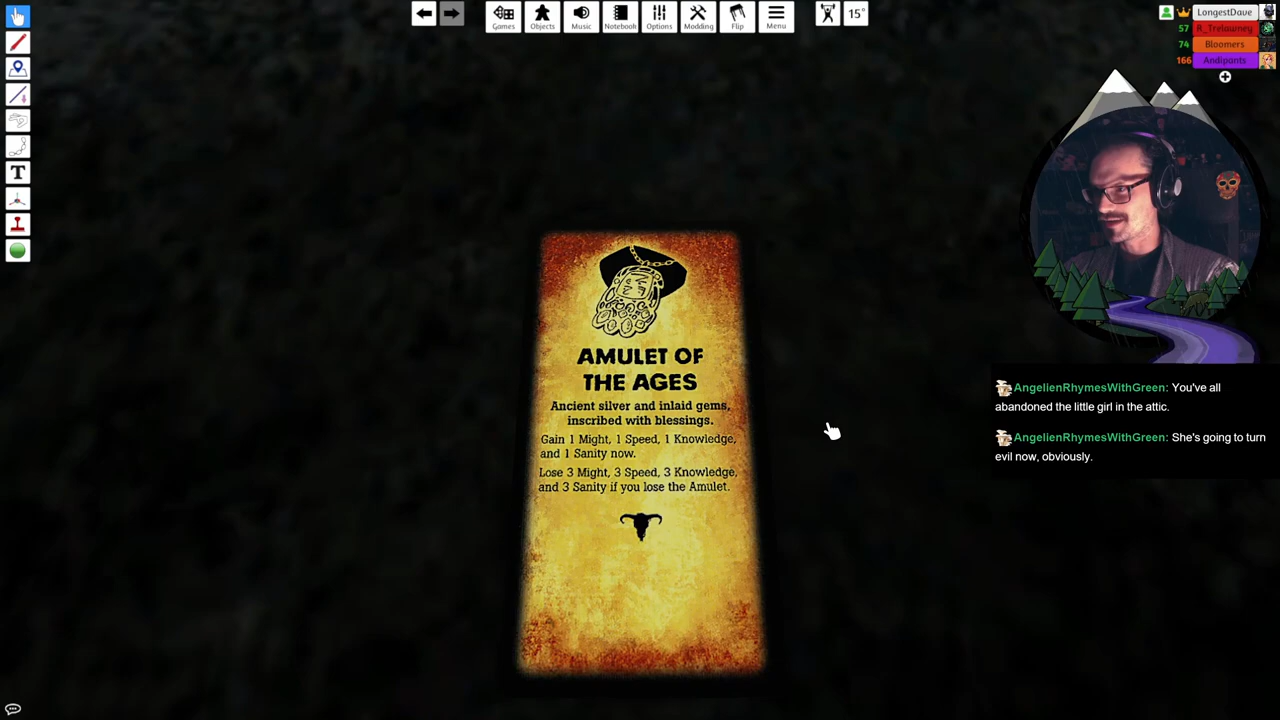 Games
Objects
Music
Notebook
Options
Modding
Flip
Menu
15°
LongestDave
57 R_Trelawney
74 Bloomers
166 Andipants
T
AMULET OF
THE AGES
Ancient silver and inlaid gems,
inscribed with blessings.
Gain 1 Might, 1 Speed, 1 Knowledge,
and 1 Sanity now.
Lose 3 Might, 3 Speed, 3 Knowledge,
and 3 Sanity if you lose the Amulet.
AngelienRhymesWithGreen: You've all
abandoned the little girl in the attic.
AngelienRhymesWithGreen: She's going to turn
evil now, obviously.